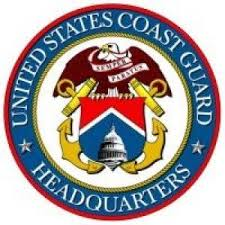 UNITED STATES COAST GUARD
SEMPER
PARATUS
HEADQUARTERS